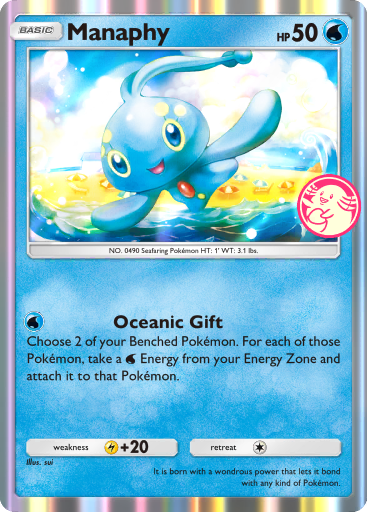 BASIC Manaphy HP 50
NO. 0490 Seafaring Pokémon HT: 1' WT: 3.1 lbs.
Oceanic Gift
Choose 2 of your Benched Pokémon. For each of those
Pokémon, take a Energy from your Energy Zone and
attach it to that Pokémon.
weakness +20 retreat
Illus. sui
It is born with a wondrous power that lets it bond
with any kind of Pokémon.